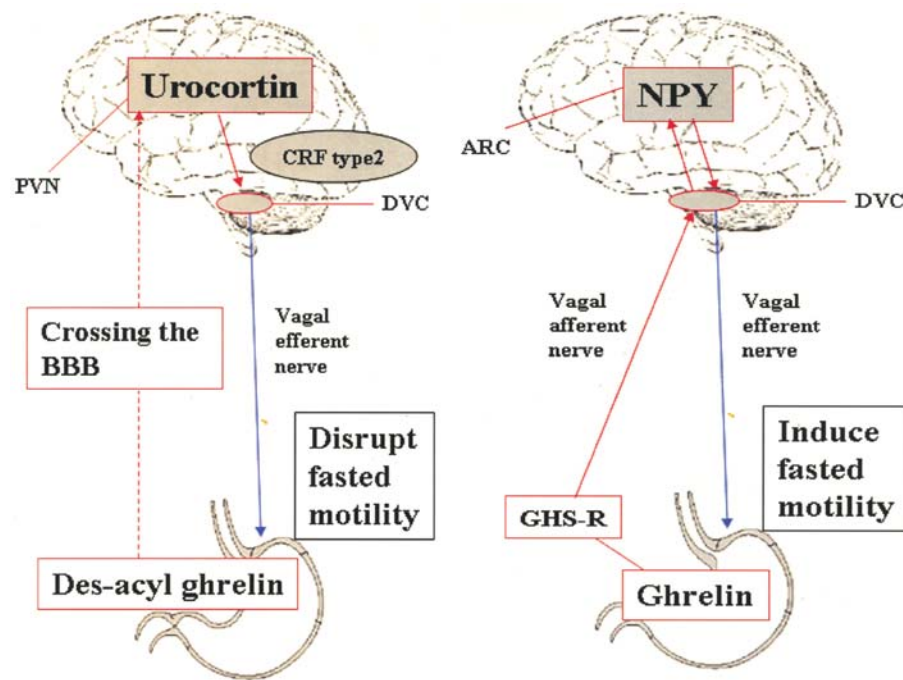 Urocortin
CRF type2
PVN
DVC
Crossing the
BBB
Vagal
efferent
nerve
Disrupt
fasted
motility
Des-acyl ghrelin
NPY
ARC
DVC
Vagal
afferent
nerve
Vagal
efferent
nerve
Induce
fasted
motility
GHS-R
Ghrelin